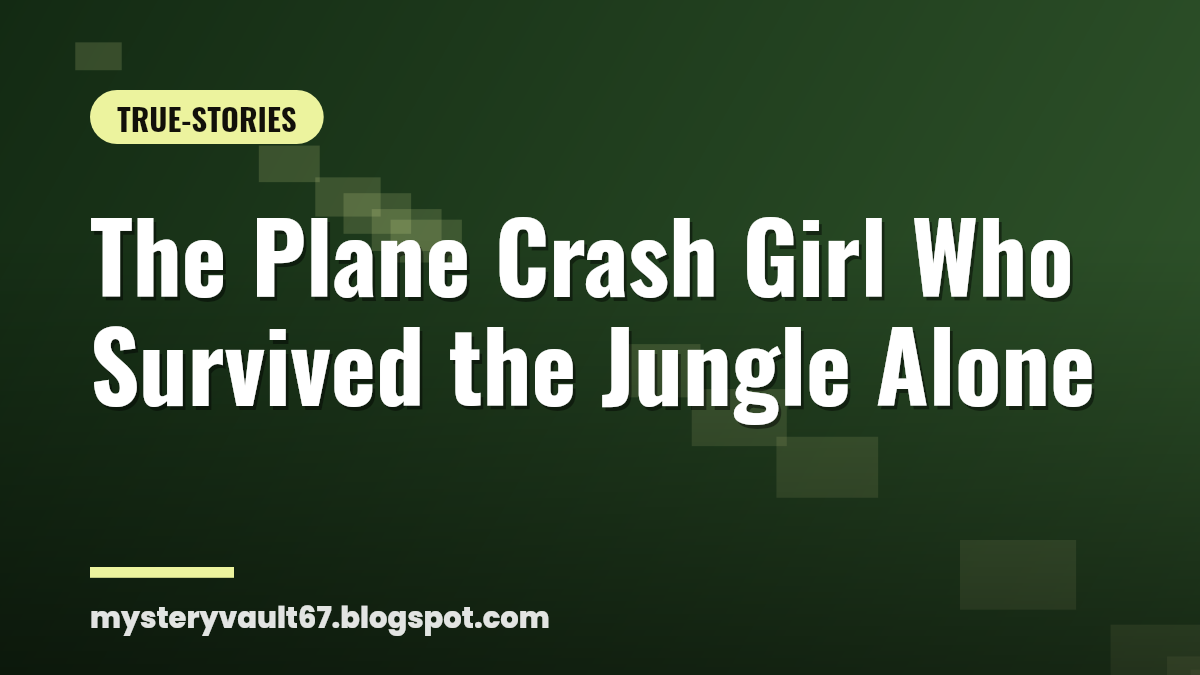 TRUE-STORIES
The Plane Crash Girl Who
Survived the Jungle Alone
mysteryvault67.blogspot.com